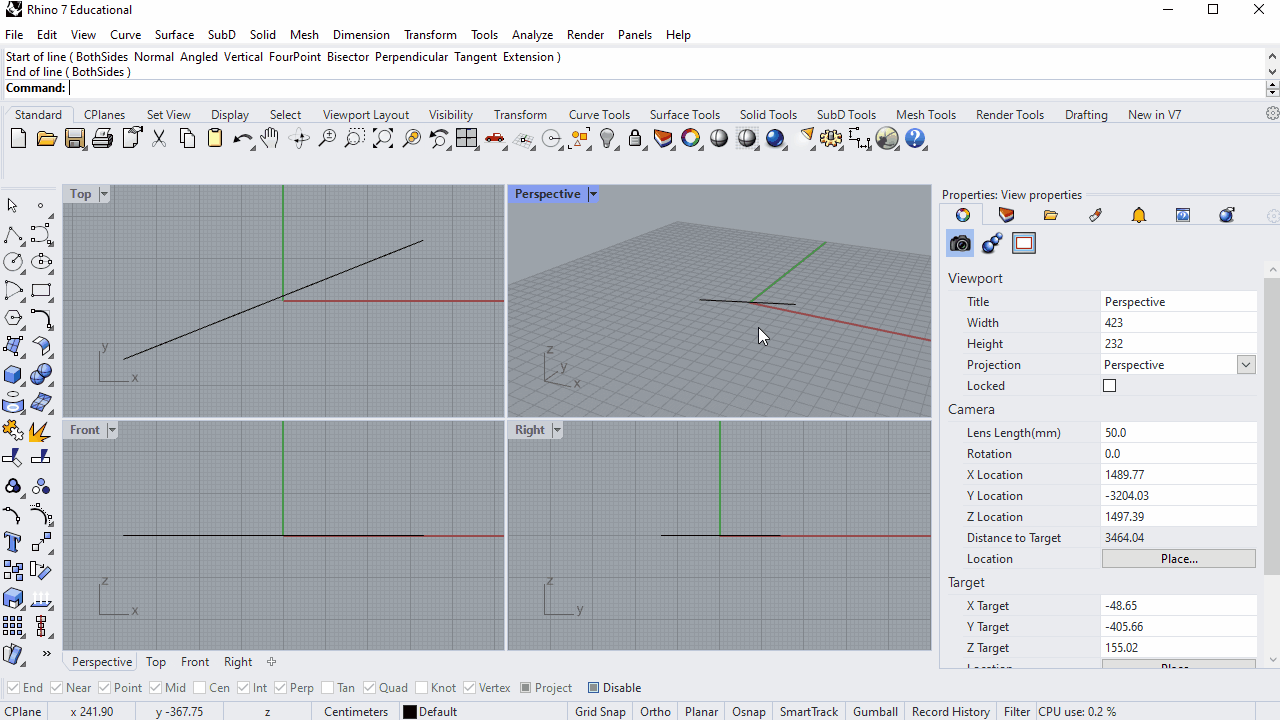 Rhino 7 Educational
File Edit View Curve Surface SubD Solid Mesh Dimension Transform Tools Analyze Render Panels Help
Start of line ( BothSides Normal Angled Vertical FourPoint Bisector Perpendicular Tangent Extension )
End of line ( BothSides )
Command:
Standard CPlanes Set View Display Select Viewport Layout Visibility Transform Curve Tools Surface Tools Solid Tools SubD Tools Mesh Tools Render Tools Drafting New in V7
Top
y
x
Perspective
z
y
x
Front
z
x
Right
z
y
Perspective Top Front Right
Properties: View properties
Viewport
Title Perspective
Width 423
Height 232
Projection Perspective
Locked
Camera
Lens Length(mm) 50.0
Rotation 0.0
X Location 1489.77
Y Location -3204.03
Z Location 1497.39
Distance to Target 3464.04
Location Place...
Target
X Target -48.65
Y Target -405.66
Z Target 155.02
Location Place...
End Near Point Mid Cen Int Perp Tan Quad Knot Vertex Project Disable
CPlane x 241.90 y -367.75 z Centimeters Default Grid Snap Ortho Planar Osnap SmartTrack Gumball Record History Filter CPU use: 0.2 %